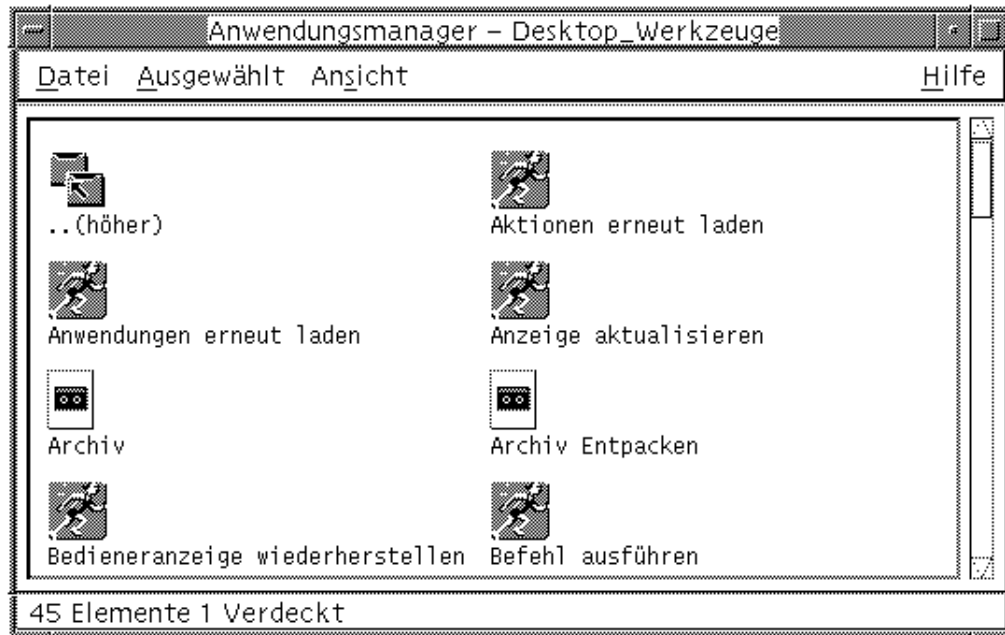 Anwendungsmanager – Desktop_Werkzeuge
Datei Ausgewählt Ansicht Hilfe
..(höher) Aktionen erneut laden
Anwendungen erneut laden Anzeige aktualisieren
Archiv Archiv Entpacken
Bedieneranzeige wiederherstellen Befehl ausführen
45 Elemente 1 Verdeckt